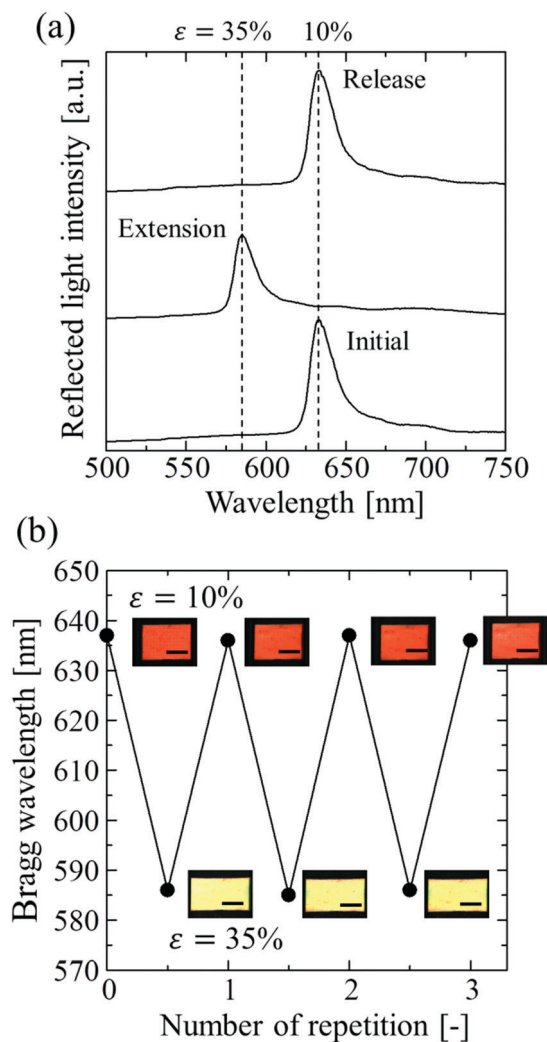 (a)
ε = 35% 10%
Release
Extension
Initial
Reflected light intensity [a.u.]
500 550 600 650 700 750
Wavelength [nm]
(b)
650
640
630
620
610
600
590
580
570
ε = 10%
ε = 35%
Bragg wavelength [nm]
0 1 2 3
Number of repetition [-]